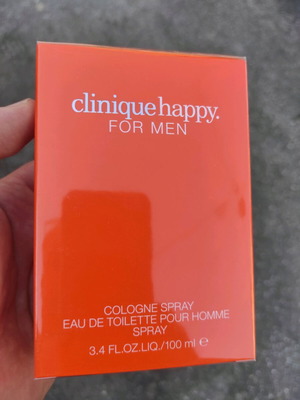 clinique happy.
FOR MEN
COLOGNE SPRAY
EAU DE TOILETTE POUR HOMME
SPRAY
3.4 FL.OZ.LIQ./100 ml ℮